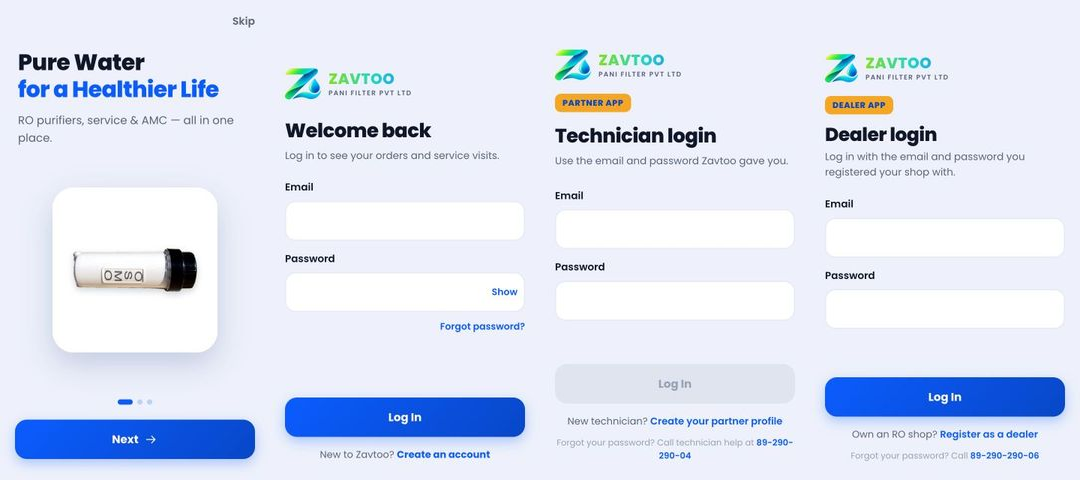 Skip
Pure Water
for a Healthier Life
RO purifiers, service & AMC — all in one
place.
OSMO
Next →
ZAVTOO
PANI FILTER PVT LTD
Welcome back
Log in to see your orders and service visits.
Email
Password
Show
Forgot password?
Log In
New to Zavtoo? Create an account
ZAVTOO
PANI FILTER PVT LTD
PARTNER APP
Technician login
Use the email and password Zavtoo gave you.
Email
Password
Log In
New technician? Create your partner profile
Forgot your password? Call technician help at 89-290-
290-04
ZAVTOO
PANI FILTER PVT LTD
DEALER APP
Dealer login
Log in with the email and password you
registered your shop with.
Email
Password
Log In
Own an RO shop? Register as a dealer
Forgot your password? Call 89-290-290-06